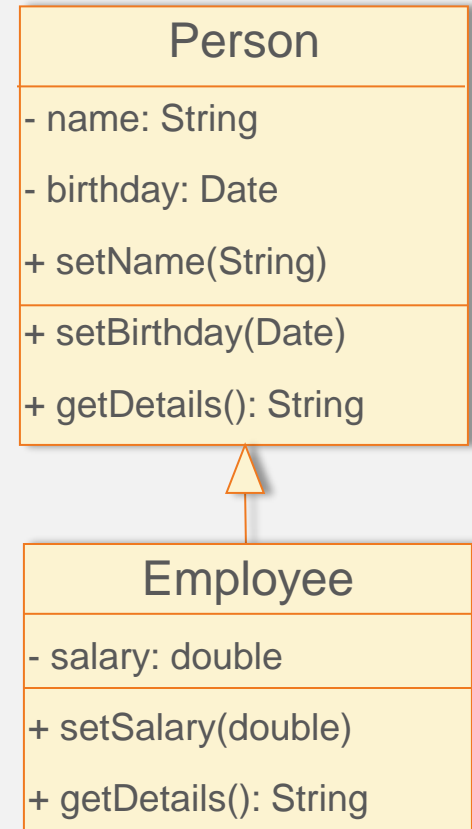 Person
- name: String
- birthday: Date
+ setName(String)
+ setBirthday(Date)
+ getDetails(): String
Employee
- salary: double
+ setSalary(double)
+ getDetails(): String